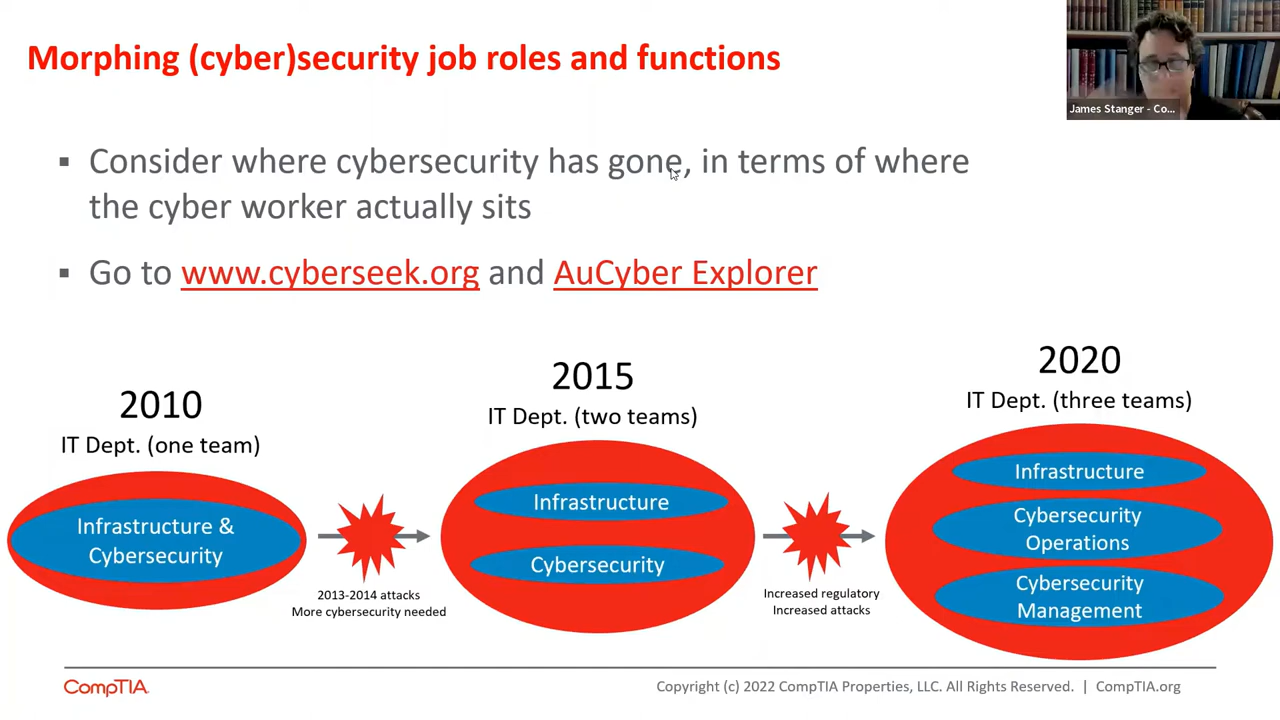 Morphing (cyber)security job roles and functions
James Stanger - Co...
▪ Consider where cybersecurity has gone, in terms of where
the cyber worker actually sits
▪ Go to www.cyberseek.org and AuCyber Explorer
2010
IT Dept. (one team)
Infrastructure &
Cybersecurity
2013-2014 attacks
More cybersecurity needed
2015
IT Dept. (two teams)
Infrastructure
Cybersecurity
Increased regulatory
Increased attacks
2020
IT Dept. (three teams)
Infrastructure
Cybersecurity
Operations
Cybersecurity
Management
CompTIA.
Copyright (c) 2022 CompTIA Properties, LLC. All Rights Reserved. | CompTIA.org